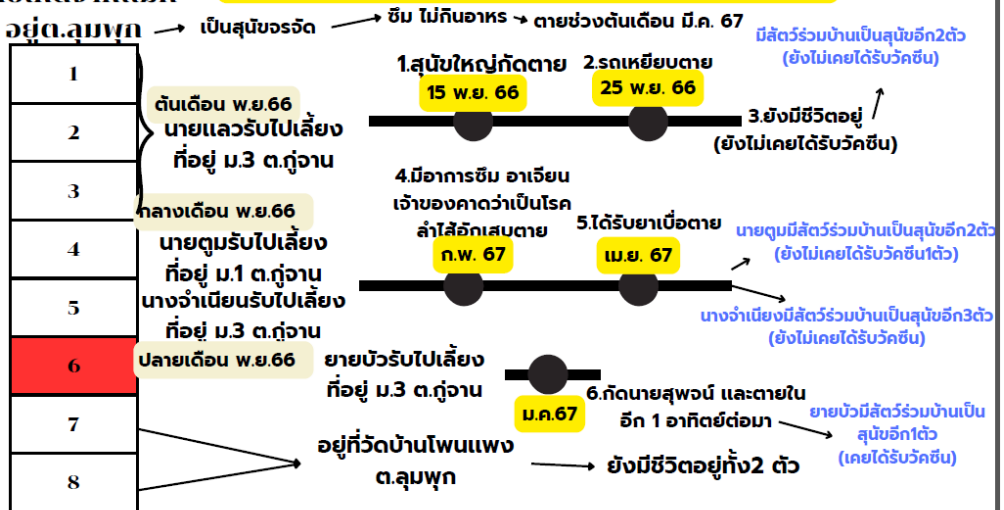 อยู่ต.ลุมพุก
เป็นสุนัขจรจัด
ซึม ไม่กินอาหร
ตายช่วงตันเดือน มี.ค. 67
1
2
3
4
5
6
7
8
ต้นเดือน พ.ย.66
นายแลวรับไปเลี้ยง
ที่อยู่ ม.3 ต.กู่จาน
1.สุนัขใหญ่กัดตาย
15 พ.ย. 66
2.รถเหยียบตาย
25 พ.ย. 66
3.ยังมีชีวิตอยู่
(ยังไม่เคยได้รับวัคซีน)
มีสัตว์ร่วมบ้านเป็นสุนัขอีก2ตัว
(ยังไม่เคยได้รับวัคซีน)
กลางเดือน พ.ย.66
นายตูมรับไปเลี้ยง
ที่อยู่ ม.1 ต.กู่จาน
นางจำเนียนรับไปเลี้ยง
ที่อยู่ ม.3 ต.กู่จาน
4.มีอาการซึม อาเจียน
เจ้าของคาดว่าเป็นโรค
ลำไส้อักเสบตาย
ก.พ. 67
5.ได้รับยาเบื่อตาย
เม.ย. 67
นายตูมมีสัตว์ร่วมบ้านเป็นสุนัขอีก2ตัว
(ยังไม่เคยได้รับวัคซีน1ตัว)
นางจำเนียงมีสัตว์ร่วมบ้านเป็นสุนัขอีก3ตัว
(ยังไม่เคยได้รับวัคซีน)
ปลายเดือน พ.ย.66
ยายบัวรับไปเลี้ยง
ที่อยู่ ม.3 ต.กู่จาน
ม.ค.67
6.กัดนายสุพจน์ และตายใน
อีก 1 อาทิตย์ต่อมา
ยายบัวมีสัตว์ร่วมบ้านเป็น
สุนัขอีก1ตัว
(เคยได้รับวัคซีน)
อยู่ที่วัดบ้านโพนแพง
ต.ลุมพุก
ยังมีชีวิตอยู่ทั้ง2 ตัว